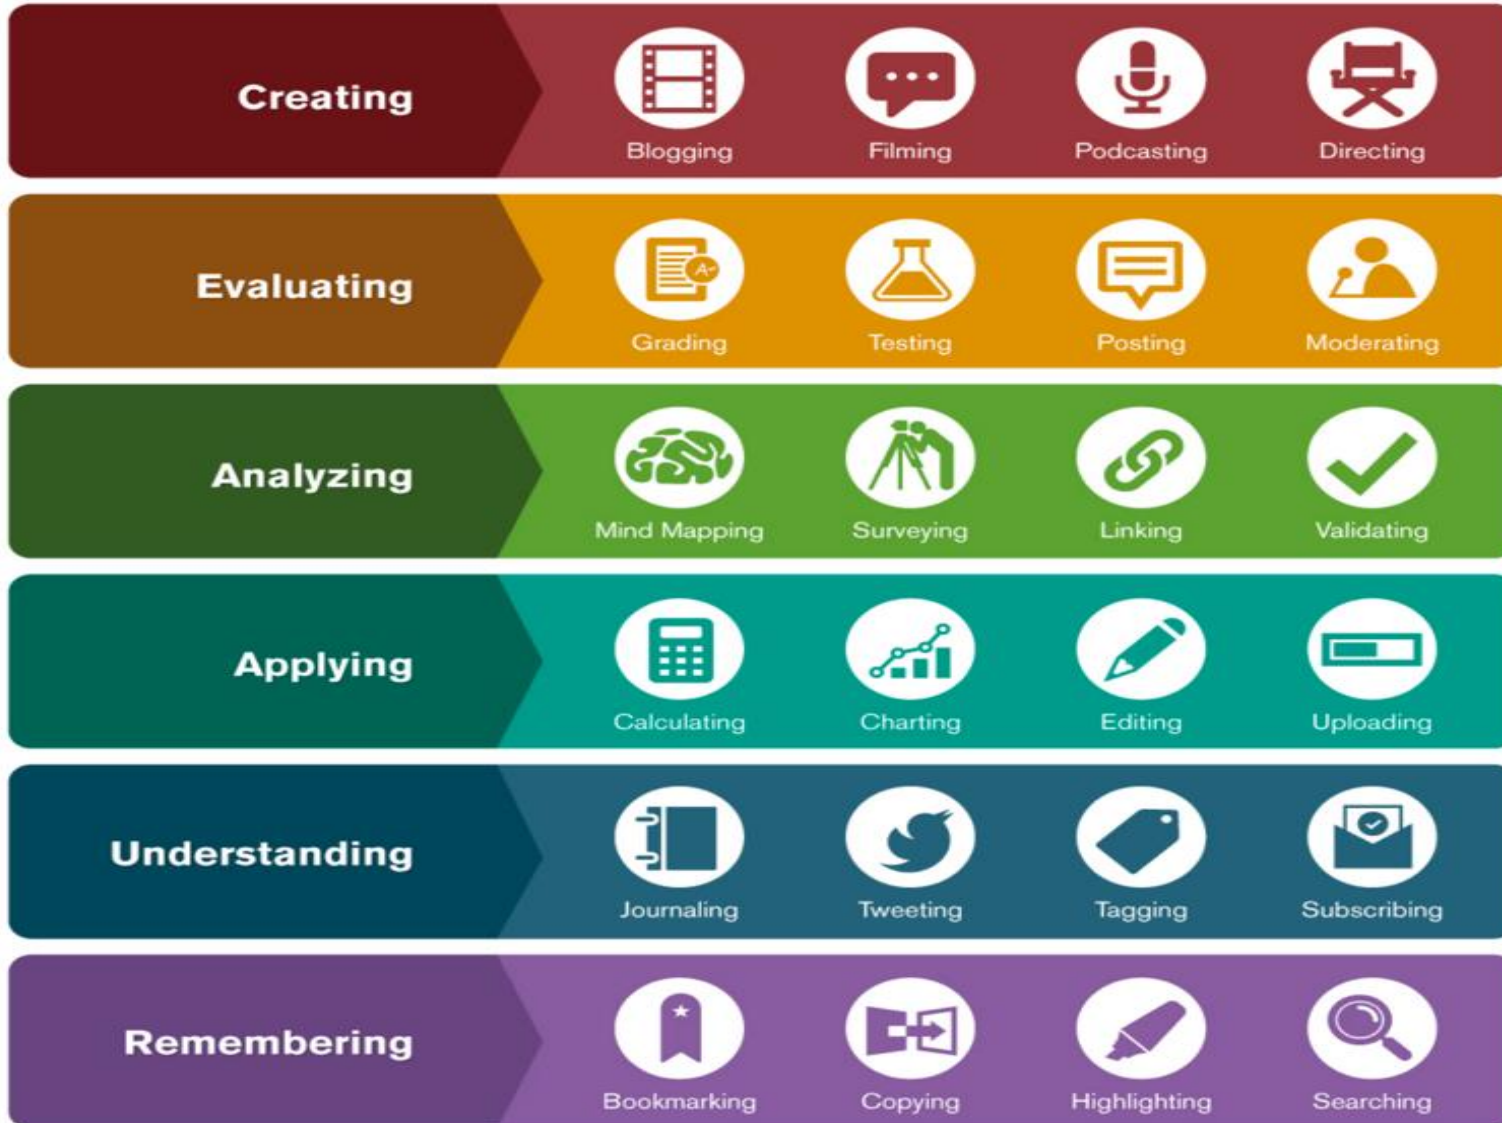 Creating
Blogging Filming Podcasting Directing
Evaluating
A+
Grading Testing Posting Moderating
Analyzing
Mind Mapping Surveying Linking Validating
Applying
Calculating Charting Editing Uploading
Understanding
Journaling Tweeting Tagging Subscribing
Remembering
Bookmarking Copying Highlighting Searching